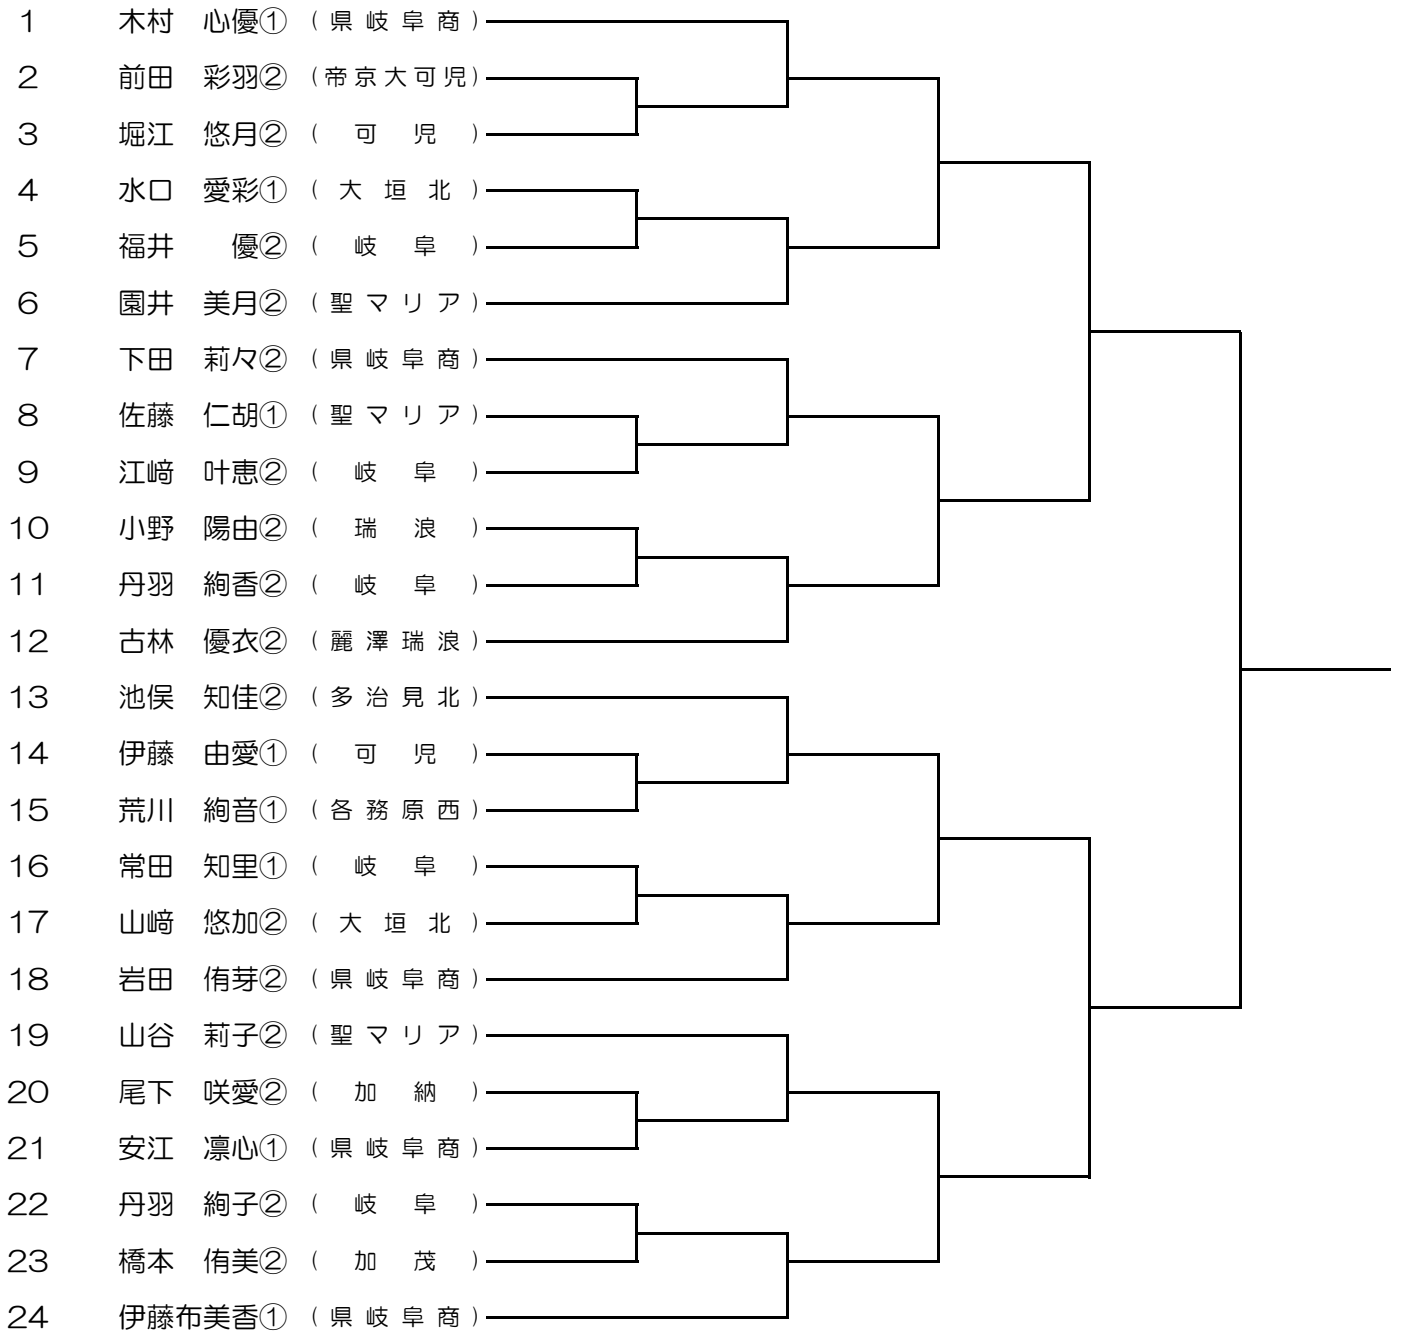 1 木村 心優① (県岐阜商)
2 前田 彩羽② (帝京大可児)
3 堀江 悠月② (可児)
4 水口 愛彩① (大垣北)
5 福井 優② (岐阜)
6 園井 美月② (聖マリア)
7 下田 莉々② (県岐阜商)
8 佐藤 仁胡① (聖マリア)
9 江﨑 叶恵② (岐阜)
10 小野 陽由② (瑞浪)
11 丹羽 絢香② (岐阜)
12 古林 優衣② (麗澤瑞浪)
13 池俣 知佳② (多治見北)
14 伊藤 由愛① (可児)
15 荒川 絢音① (各務原西)
16 常田 知里① (岐阜)
17 山﨑 悠加② (大垣北)
18 岩田 侑芽② (県岐阜商)
19 山谷 莉子② (聖マリア)
20 尾下 咲愛② (加納)
21 安江 凛心① (県岐阜商)
22 丹羽 絢子② (岐阜)
23 橋本 侑美② (加茂)
24 伊藤布美香① (県岐阜商)